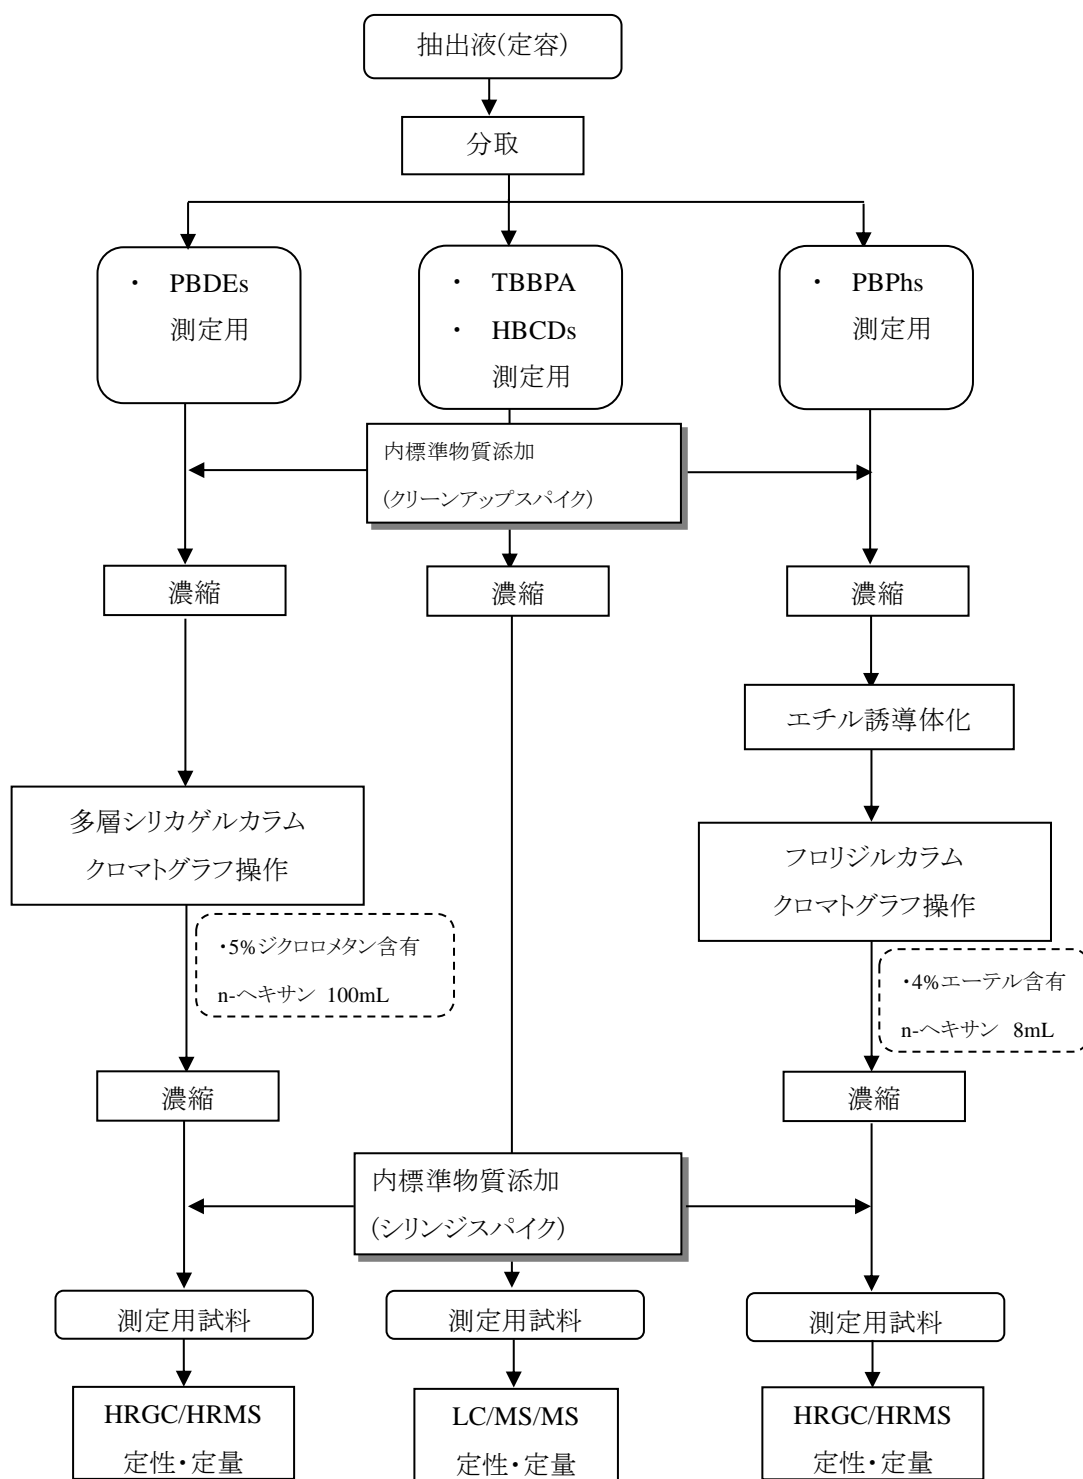 抽出液(定容)
分取
・ PBDEs
測定用
・ TBBPA
・ HBCDs
測定用
・ PBPhs
測定用
内標準物質添加
(クリーンアップスパイク)
濃縮
濃縮
濃縮
エチル誘導体化
多層シリカゲルカラム
クロマトグラフ操作
フロリジルカラム
クロマトグラフ操作
・5%ジクロロメタン含有
n-ヘキサン 100mL
・4%エーテル含有
n-ヘキサン 8mL
濃縮
濃縮
内標準物質添加
(シリンジスパイク)
測定用試料
測定用試料
測定用試料
HRGC/HRMS
定性・定量
LC/MS/MS
定性・定量
HRGC/HRMS
定性・定量